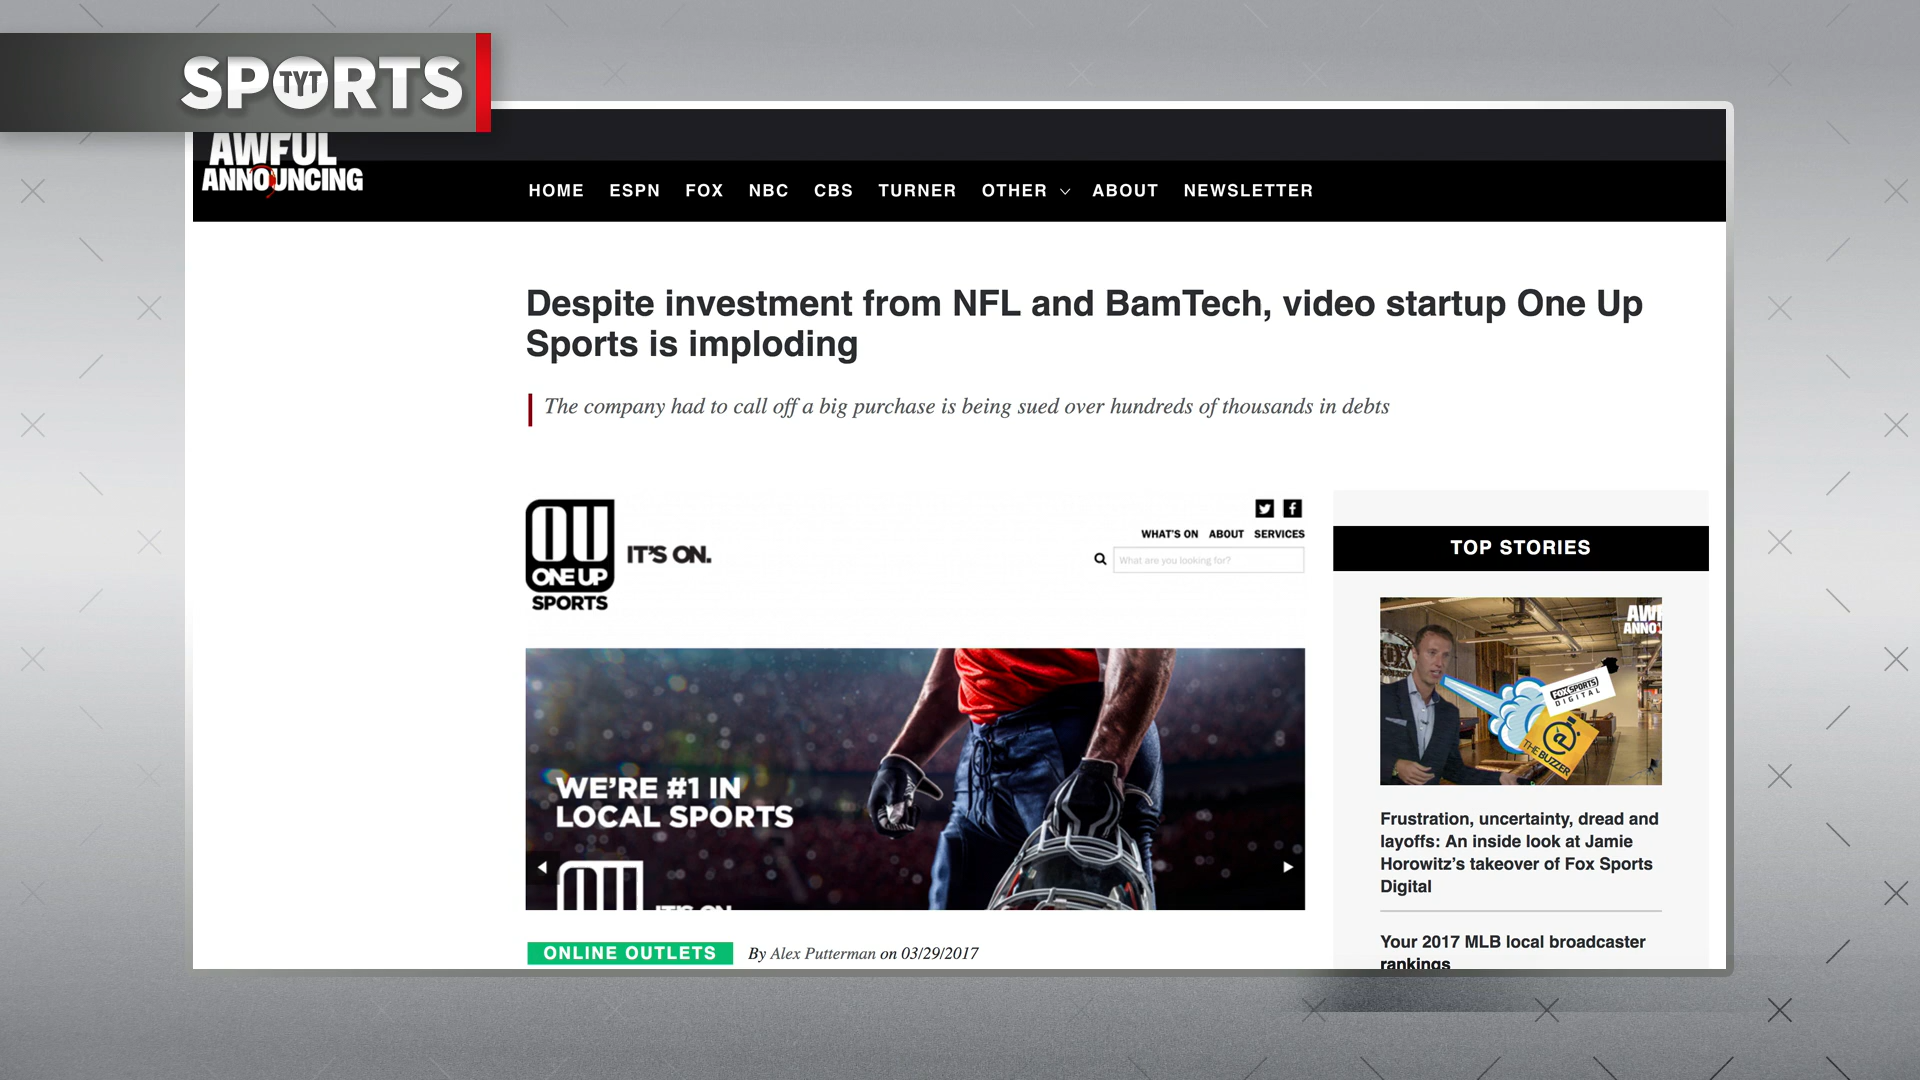 SPORTS
TYT
AWFUL
ANNOUNCING
HOME ESPN FOX NBC CBS TURNER OTHER ABOUT NEWSLETTER
Despite investment from NFL and BamTech, video startup One Up
Sports is imploding
The company had to call off a big purchase is being sued over hundreds of thousands in debts
OU
ONE UP
SPORTS
IT'S ON.
WHAT'S ON ABOUT SERVICES
What are you looking for?
WE'RE #1 IN
LOCAL SPORTS
OU
IT'S ON
ONLINE OUTLETS By Alex Putterman on 03/29/2017
TOP STORIES
FOX SPORTS
DIGITAL
THE BUZZER
Frustration, uncertainty, dread and
layoffs: An inside look at Jamie
Horowitz's takeover of Fox Sports
Digital
Your 2017 MLB local broadcaster
rankings